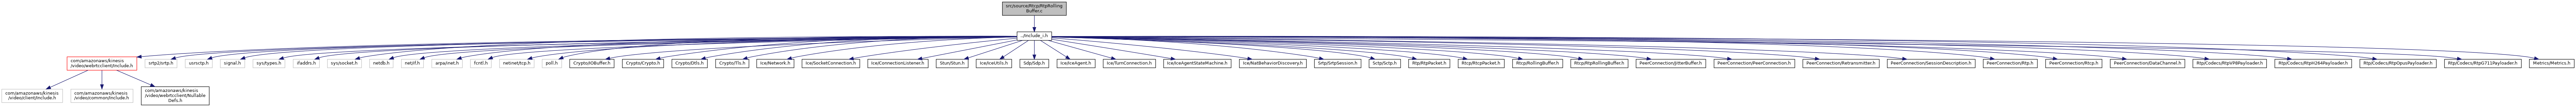 src/source/Rtcp/RtpRolling
Buffer.c
../Include_i.h
com/amazonaws/kinesis
/video/webrtcclient/Include.h
srtp2/srtp.h
usrsctp.h
signal.h
sys/types.h
ifaddrs.h
sys/socket.h
netdb.h
net/if.h
arpa/inet.h
fcntl.h
netinet/tcp.h
poll.h
Crypto/IOBuffer.h
Crypto/Crypto.h
Crypto/Dtls.h
Crypto/Tls.h
Ice/Network.h
Ice/SocketConnection.h
Ice/ConnectionListener.h
Stun/Stun.h
Ice/IceUtils.h
Sdp/Sdp.h
Ice/IceAgent.h
Ice/TurnConnection.h
Ice/IceAgentStateMachine.h
Ice/NatBehaviorDiscovery.h
Srtp/SrtpSession.h
Sctp/Sctp.h
Rtp/RtpPacket.h
Rtcp/RtcpPacket.h
Rtcp/RollingBuffer.h
Rtcp/RtpRollingBuffer.h
PeerConnection/JitterBuffer.h
PeerConnection/PeerConnection.h
PeerConnection/Retransmitter.h
PeerConnection/SessionDescription.h
PeerConnection/Rtp.h
PeerConnection/Rtcp.h
PeerConnection/DataChannel.h
Rtp/Codecs/RtpVP8Payloader.h
Rtp/Codecs/RtpH264Payloader.h
Rtp/Codecs/RtpOpusPayloader.h
Rtp/Codecs/RtpG711Payloader.h
Metrics/Metrics.h
com/amazonaws/kinesis
/video/client/Include.h
com/amazonaws/kinesis
/video/common/Include.h
com/amazonaws/kinesis
/video/webrtcclient/Nullable
Defs.h